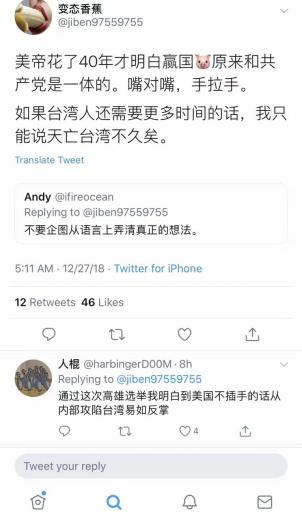 变态香蕉
@jiben97559755
美帝花了40年才明白赢国🐷原来和共
产党是一体的。嘴对嘴，手拉手。
如果台湾人还需要更多时间的话，我只
能说天亡台湾不久矣。
Translate Tweet
Andy @ifireocean
Replying to @jiben97559755
不要企图从语言上弄清真正的想法。
5:11 AM · 12/27/18 · Twitter for iPhone
12 Retweets 46 Likes
人棍 @harbingerD00M · 8h
Replying to @jiben97559755
通过这次高雄选举我明白到美国不插手的话从
内部攻陷台湾易如反掌
4
Tweet your reply